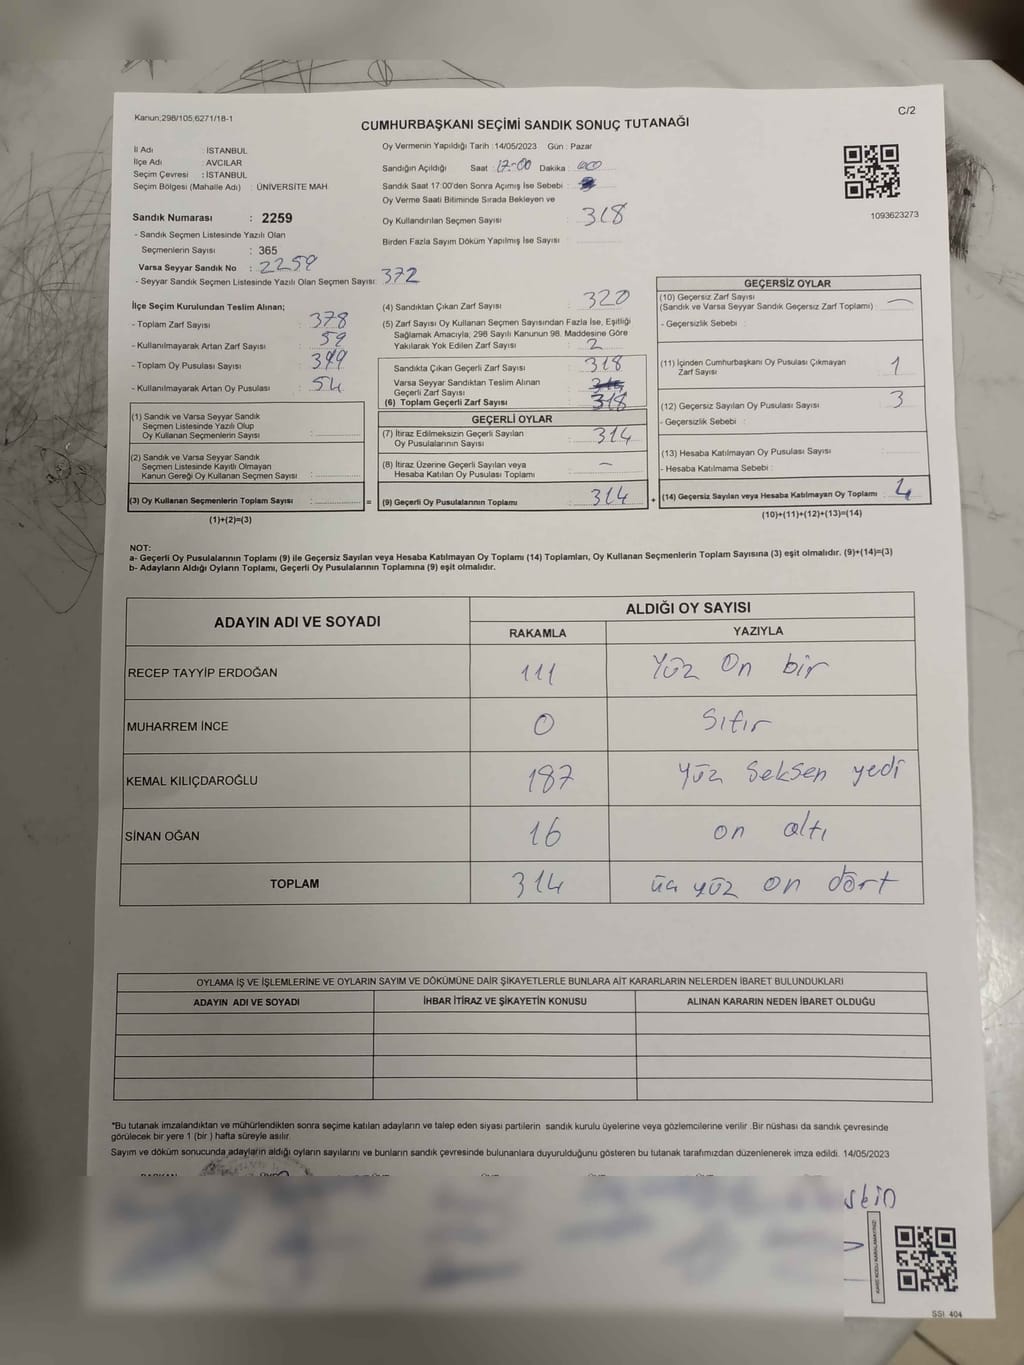 Kanun;298/105;6271/18-1
C/2
CUMHURBAŞKANI SEÇİMİ SANDIK SONUÇ TUTANAĞI
İl Adı : İSTANBUL
İlçe Adı : AVCILAR
Seçim Çevresi : İSTANBUL
Seçim Bölgesi (Mahalle Adı) : ÜNİVERSİTE MAH
Oy Vermenin Yapıldığı Tarih :14/05/2023 Gün : Pazar
Sandığın Açıldığı Saat : 17:00 Dakika : 00
Sandık Saat 17:00'den Sonra Açımış İse Sebebi :
Oy Verme Saati Bitiminde Sırada Bekleyen ve
Oy Kullandırılan Seçmen Sayısı : 318
Birden Fazla Sayım Döküm Yapılmış İse Sayısı :
1093623273
Sandık Numarası : 2259
- Sandık Seçmen Listesinde Yazılı Olan
Seçmenlerin Sayısı : 365
Varsa Seyyar Sandık No : 2259
- Seyyar Sandık Seçmen Listesinde Yazılı Olan Seçmen Sayısı: 372
İlçe Seçim Kurulundan Teslim Alınan;
- Toplam Zarf Sayısı : 378
- Kullanılmayarak Artan Zarf Sayısı : 59
- Toplam Oy Pusulası Sayısı :
- Kullanılmayarak Artan Oy Pusulası : 54
(1) Sandık ve Varsa Seyyar Sandık
Seçmen Listesinde Yazılı Olup
Oy Kullanan Seçmenlerin Sayısı :
(2) Sandık ve Varsa Seyyar Sandık
Seçmen Listesinde Kayıtlı Olmayan
Kanun Gereği Oy Kullanan Seçmen Sayısı :
(3) Oy Kullanan Seçmenlerin Toplam Sayısı : =
(1)+(2)=(3)
(4) Sandıktan Çıkan Zarf Sayısı : 320
(5) Zarf Sayısı Oy Kullanan Seçmen Sayısından Fazla İse, Eşitliği
Sağlamak Amacıyla; 298 Sayılı Kanunun 98. Maddesine Göre
Yakılarak Yok Edilen Zarf Sayısı : 2
Sandıkta Çıkan Geçerli Zarf Sayısı : 318
Varsa Seyyar Sandıktan Teslim Alınan
Geçerli Zarf Sayısı :
(6) Toplam Geçerli Zarf Sayısı : 318
GEÇERLİ OYLAR
(7) İtiraz Edilmeksizin Geçerli Sayılan
Oy Pusulalarının Sayısı : 314
(8) İtiraz Üzerine Geçerli Sayılan veya
Hesaba Katılan Oy Pusulası Toplamı : —
(9) Geçerli Oy Pusulalarının Toplamı : 314 +
GEÇERSİZ OYLAR
(10) Geçersiz Zarf Sayısı
(Sandık ve Varsa Seyyar Sandık Geçersiz Zarf Toplamı) : —
- Geçersizlik Sebebi :
(11) İçinden Cumhurbaşkanı Oy Pusulası Çıkmayan
Zarf Sayısı : 1
(12) Geçersiz Sayılan Oy Pusulası Sayısı : 3
- Geçersizlik Sebebi :
(13) Hesaba Katılmayan Oy Pusulası Sayısı :
- Hesaba Katılmama Sebebi :
(14) Geçersiz Sayılan veya Hesaba Katılmayan Oy Toplamı : 4
(10)+(11)+(12)+(13)=(14)
NOT:
a- Geçerli Oy Pusulalarının Toplamı (9) ile Geçersiz Sayılan veya Hesaba Katılmayan Oy Toplamı (14) Toplamları, Oy Kullanan Seçmenlerin Toplam Sayısına (3) eşit olmalıdır. (9)+(14)=(3)
b- Adayların Aldığı Oyların Toplamı, Geçerli Oy Pusulalarının Toplamına (9) eşit olmalıdır.
ADAYIN ADI VE SOYADI
ALDIĞI OY SAYISI
RAKAMLA YAZIYLA
RECEP TAYYİP ERDOĞAN 111 Yüz On bir
MUHARREM İNCE 0 Sıfır
KEMAL KILIÇDAROĞLU 187 Yüz Seksen yedi
SİNAN OĞAN 16 on altı
TOPLAM 314 üç yüz on dört
OYLAMA İŞ VE İŞLEMLERİNE VE OYLARIN SAYIM VE DÖKÜMÜNE DAİR ŞİKAYETLERLE BUNLARA AİT KARARLARIN NELERDEN İBARET BULUNDUKLARI
ADAYIN ADI VE SOYADI İHBAR İTİRAZ VE ŞİKAYETİN KONUSU ALINAN KARARIN NEDEN İBARET OLDUĞU
*Bu tutanak imzalandıktan ve mühürlendikten sonra seçime katılan adayların ve talep eden siyasi partilerin sandık kurulu üyelerine veya gözlemcilerine verilir .Bir nüshası da sandık çevresinde
görülecek bir yere 1 (bir ) hafta süreyle asılır.
Sayım ve döküm sonucunda adayların aldığı oyların sayılarını ve bunların sandık çevresinde bulunanlara duyurulduğunu gösteren bu tutanak tarafımızdan düzenlenerek imza edildi. 14/05/2023
SSI 404